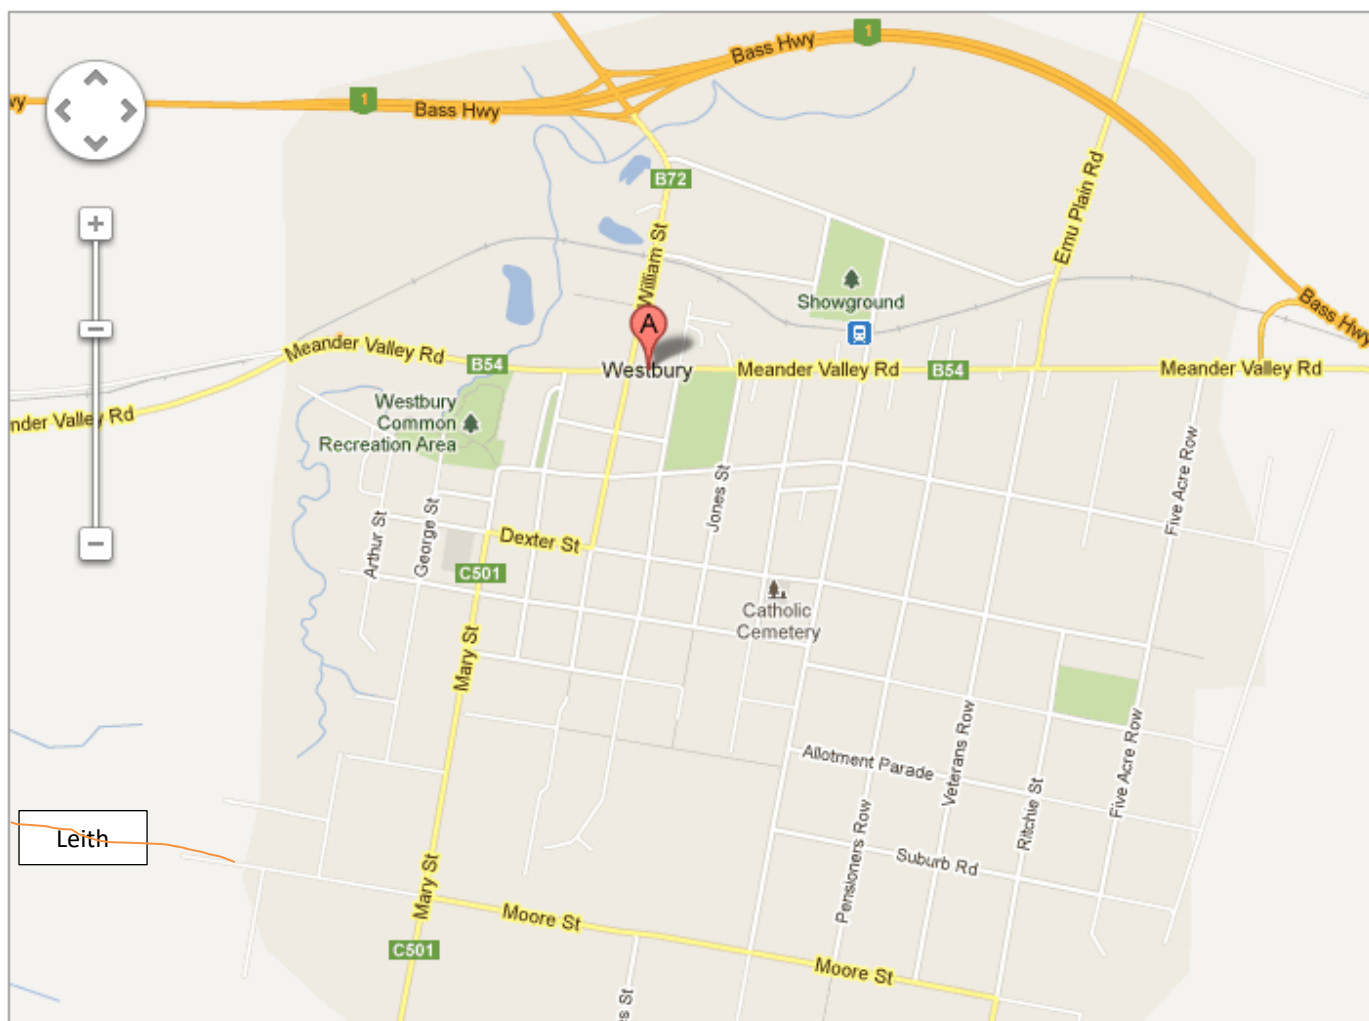 1
Bass Hwy
wy
1
Bass Hwy
B72
Emu Plain Rd
William St
Showground
Bass Hwy
A
Meander Valley Rd
B54
Westbury
Meander Valley Rd
B54
Meander Valley Rd
nder Valley Rd
Westbury
Common
Recreation Area
Five Acre Row
Jones St
Arthur St
George St
Dexter St
C501
Catholic
Cemetery
Mary St
Allotment Parade
Veterans Row
Five Acre Row
Ritchie St
Leith
Pensioners Row
Suburb Rd
Mary St
Moore St
C501
Moore St
es St